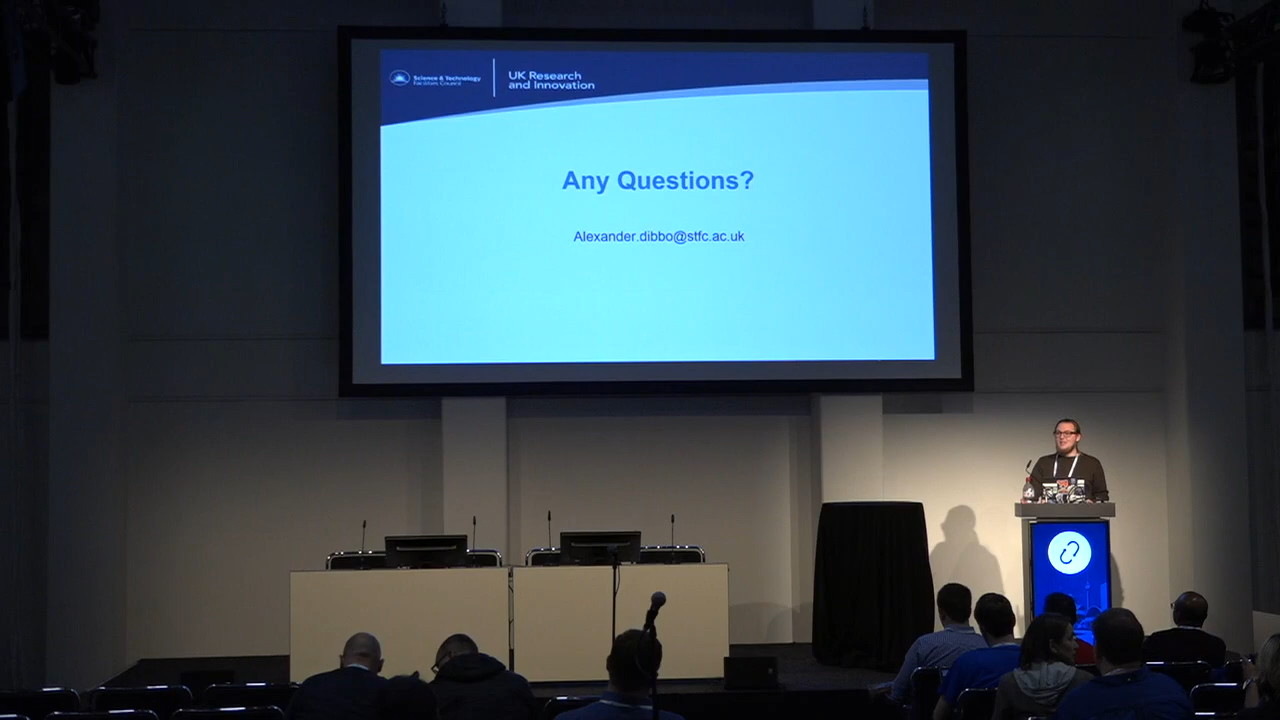 Science & Technology
Facilities Council
UK Research
and Innovation
Any Questions?
Alexander.dibbo@stfc.ac.uk